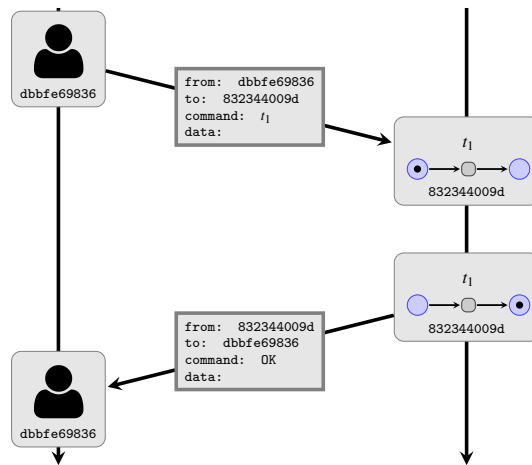 dbbfe69836
from: dbbfe69836
to: 832344009d
command: t1
data:
t1
832344009d
t1
832344009d
from: 832344009d
to: dbbfe69836
command: OK
data:
dbbfe69836